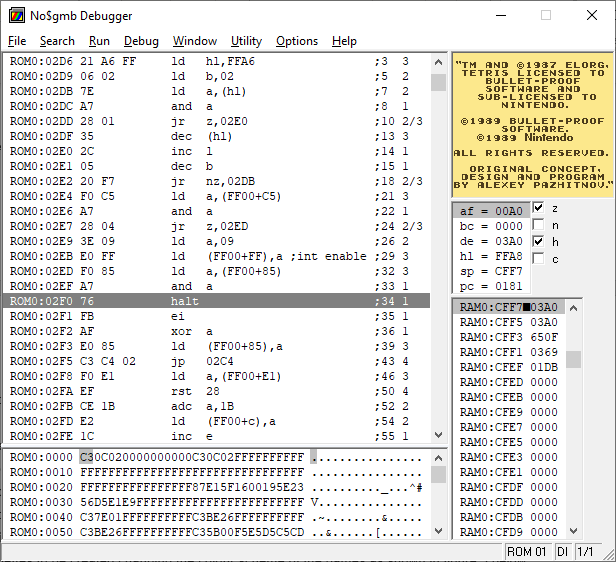 No$gmb Debugger
File Search Run Debug Window Utility Options Help
ROM0:02D6 21 A6 FF ld hl,FFA6 ;3 3
ROM0:02D9 06 02 ld b,02 ;5 2
ROM0:02DB 7E ld a,(hl) ;7 2
ROM0:02DC A7 and a ;8 1
ROM0:02DD 28 01 jr z,02E0 ;10 2/3
ROM0:02DF 35 dec (hl) ;13 3
ROM0:02E0 2C inc l ;14 1
ROM0:02E1 05 dec b ;15 1
ROM0:02E2 20 F7 jr nz,02DB ;18 2/3
ROM0:02E4 F0 C5 ld a,(FF00+C5) ;21 3
ROM0:02E6 A7 and a ;22 1
ROM0:02E7 28 04 jr z,02ED ;24 2/3
ROM0:02E9 3E 09 ld a,09 ;26 2
ROM0:02EB E0 FF ld (FF00+FF),a ;int enable ;29 3
ROM0:02ED F0 85 ld a,(FF00+85) ;32 3
ROM0:02EF A7 and a ;33 1
ROM0:02F0 76 halt ;34 1
ROM0:02F1 FB ei ;35 1
ROM0:02F2 AF xor a ;36 1
ROM0:02F3 E0 85 ld (FF00+85),a ;39 3
ROM0:02F5 C3 C4 02 jp 02C4 ;43 4
ROM0:02F8 F0 E1 ld a,(FF00+E1) ;46 3
ROM0:02FA EF rst 28 ;50 4
ROM0:02FB CE 1B adc a,1B ;52 2
ROM0:02FD E2 ld (FF00+c),a ;54 2
ROM0:02FE 1C inc e ;55 1
"TM AND ©1987 ELORG.
TETRIS LICENSED TO
BULLET-PROOF
SOFTWARE AND
SUB-LICENSED TO
NINTENDO.
©1989 BULLET-PROOF
SOFTWARE.
©1989 Nintendo
ALL RIGHTS RESERVED.
ORIGINAL CONCEPT,
DESIGN AND PROGRAM
BY ALEXEY PAZHITNOV."
af = 00A0 z
bc = 0000 n
de = 03A0 h
hl = FFA8 c
sp = CFF7
pc = 0181
RAM0:CFF7 03A0
RAM0:CFF5 03A0
RAM0:CFF3 650F
RAM0:CFF1 0369
RAM0:CFEF 01DB
RAM0:CFED 0000
RAM0:CFEB 0000
RAM0:CFE9 0000
RAM0:CFE7 0000
RAM0:CFE5 0000
RAM0:CFE3 0000
RAM0:CFE1 0000
RAM0:CFDF 0000
RAM0:CFDD 0000
RAM0:CFDB 0000
RAM0:CFD9 0000
ROM0:0000 C30C02000000000C30C02FFFFFFFFFF ................
ROM0:0010 FFFFFFFFFFFFFFFFFFFFFFFFFFFFFFFF ................
ROM0:0020 FFFFFFFFFFFFFFFF87E15F1600195E23 .........._...^#
ROM0:0030 56D5E1E9FFFFFFFFFFFFFFFFFFFFFFFF V...............
ROM0:0040 C37E01FFFFFFFFFFC3BE26FFFFFFFFFF .~........&.....
ROM0:0050 C3BE26FFFFFFFFFFC35B00F5E5D5C5CD ..&......[......
ROM 01 DI 1/1